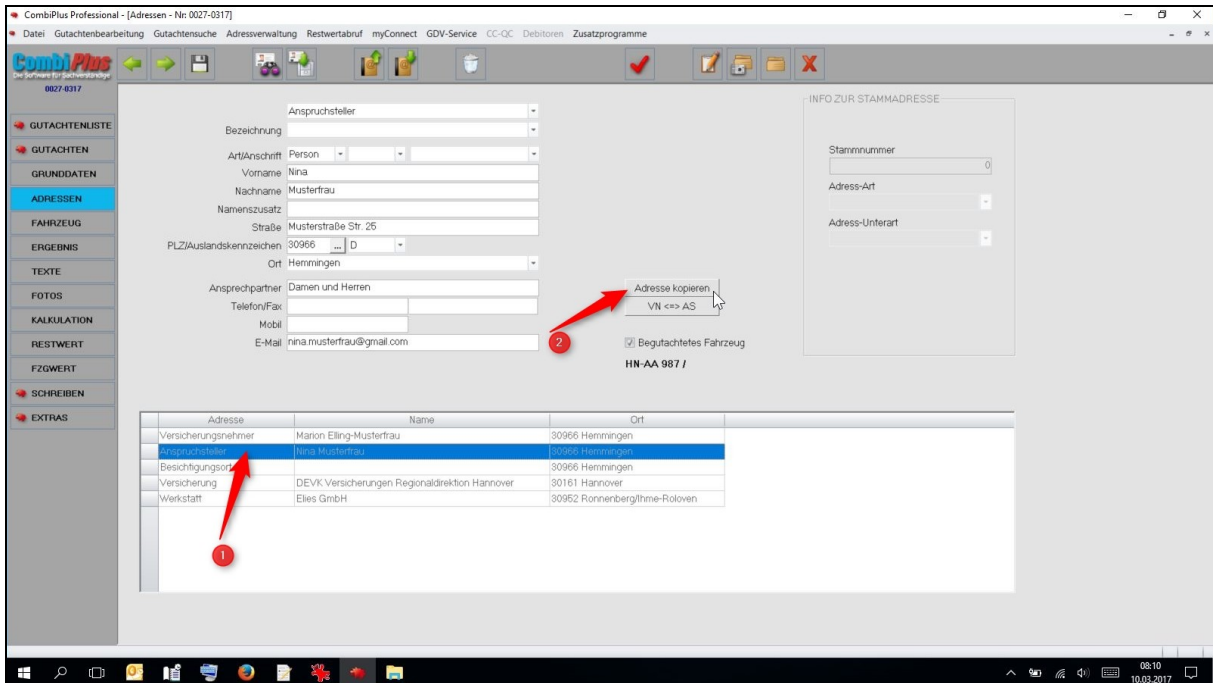 CombiPlus Professional - [Adressen - Nr: 0027-0317]
Datei Gutachtenbearbeitung Gutachtensuche Adressverwaltung Restwertabruf myConnect GDV-Service CC-QC Debitoren Zusatzprogramme
CombiPlus
Die Software für Sachverständige
0027-0317
GUTACHTENLISTE
GUTACHTEN
GRUNDDATEN
ADRESSEN
FAHRZEUG
ERGEBNIS
TEXTE
FOTOS
KALKULATION
RESTWERT
FZGWERT
SCHREIBEN
EXTRAS
Anspruchsteller
Bezeichnung
Art/Anschrift Person
Vorname Nina
Nachname Musterfrau
Namenszusatz
Straße Musterstraße Str. 25
PLZ/Auslandskennzeichen 30966 ... D
Ort Hemmingen
Ansprechpartner Damen und Herren
Telefon/Fax
Mobil
E-Mail nina.musterfrau@gmail.com
Adresse kopieren
VN <=> AS
2
Begutachtetes Fahrzeug
HN-AA 987 /
INFO ZUR STAMMADRESSE
Stammnummer
0
Adress-Art
Adress-Unterart
Adresse Name Ort
Versicherungsnehmer Marion Elling-Musterfrau 30966 Hemmingen
Anspruchsteller Nina Musterfrau 30966 Hemmingen
Besichtigungsort 30966 Hemmingen
Versicherung DEVK Versicherungen Regionaldirektion Hannover 30161 Hannover
Werkstatt Elies GmbH 30952 Ronnenberg/Ihme-Roloven
1
08:10
10.03.2017